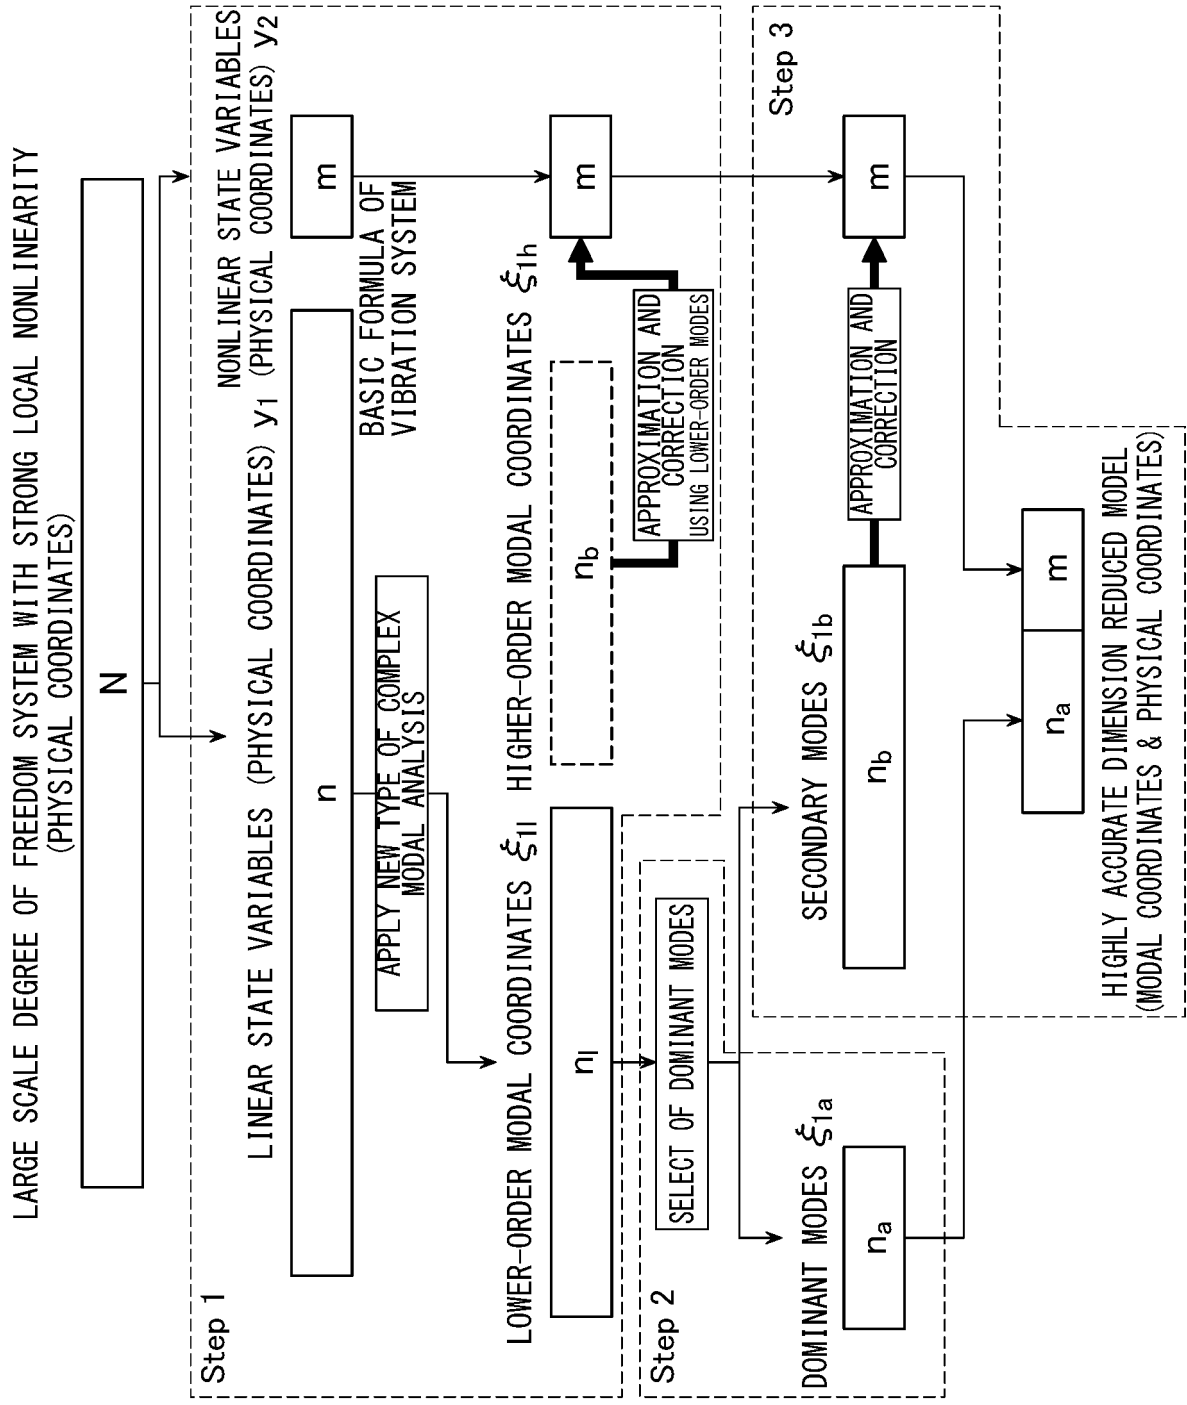 LARGE SCALE DEGREE OF FREEDOM SYSTEM WITH STRONG LOCAL NONLINEARITY
(PHYSICAL COORDINATES)
N
Step 1
NONLINEAR STATE VARIABLES
(PHYSICAL COORDINATES) y2
LINEAR STATE VARIABLES (PHYSICAL COORDINATES) y1
n
m
BASIC FORMULA OF
VIBRATION SYSTEM
APPLY NEW TYPE OF COMPLEX
MODAL ANALYSIS
LOWER-ORDER MODAL COORDINATES ξ1l
HIGHER-ORDER MODAL COORDINATES ξ1h
nl
nb
m
APPROXIMATION AND
CORRECTION
USING LOWER-ORDER MODES
Step 2
SELECT OF DOMINANT MODES
Step 3
DOMINANT MODES ξ1a
SECONDARY MODES ξ1b
na
nb
APPROXIMATION AND
CORRECTION
m
na
m
HIGHLY ACCURATE DIMENSION REDUCED MODEL
(MODAL COORDINATES & PHYSICAL COORDINATES)